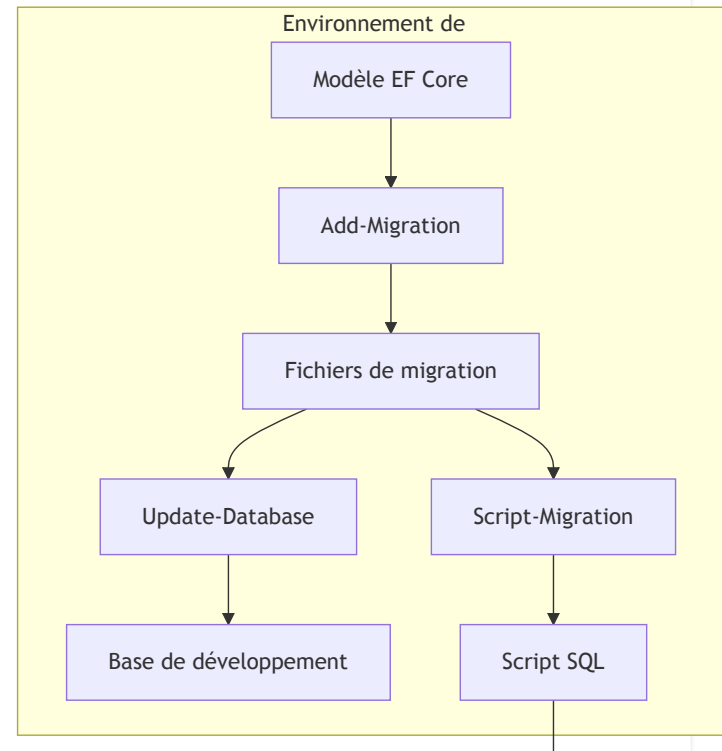 Environnement de
Modèle EF Core
Add-Migration
Fichiers de migration
Update-Database
Script-Migration
Base de développement
Script SQL